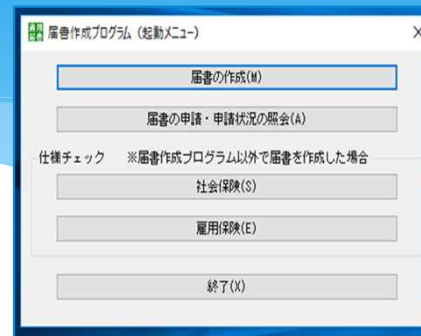 届書作成プログラム (起動メニュー)
届書の作成(M)
届書の申請・申請状況の照会(A)
仕様チェック ※届書作成プログラム以外で届書を作成した場合
社会保険(S)
雇用保険(E)
終了(X)